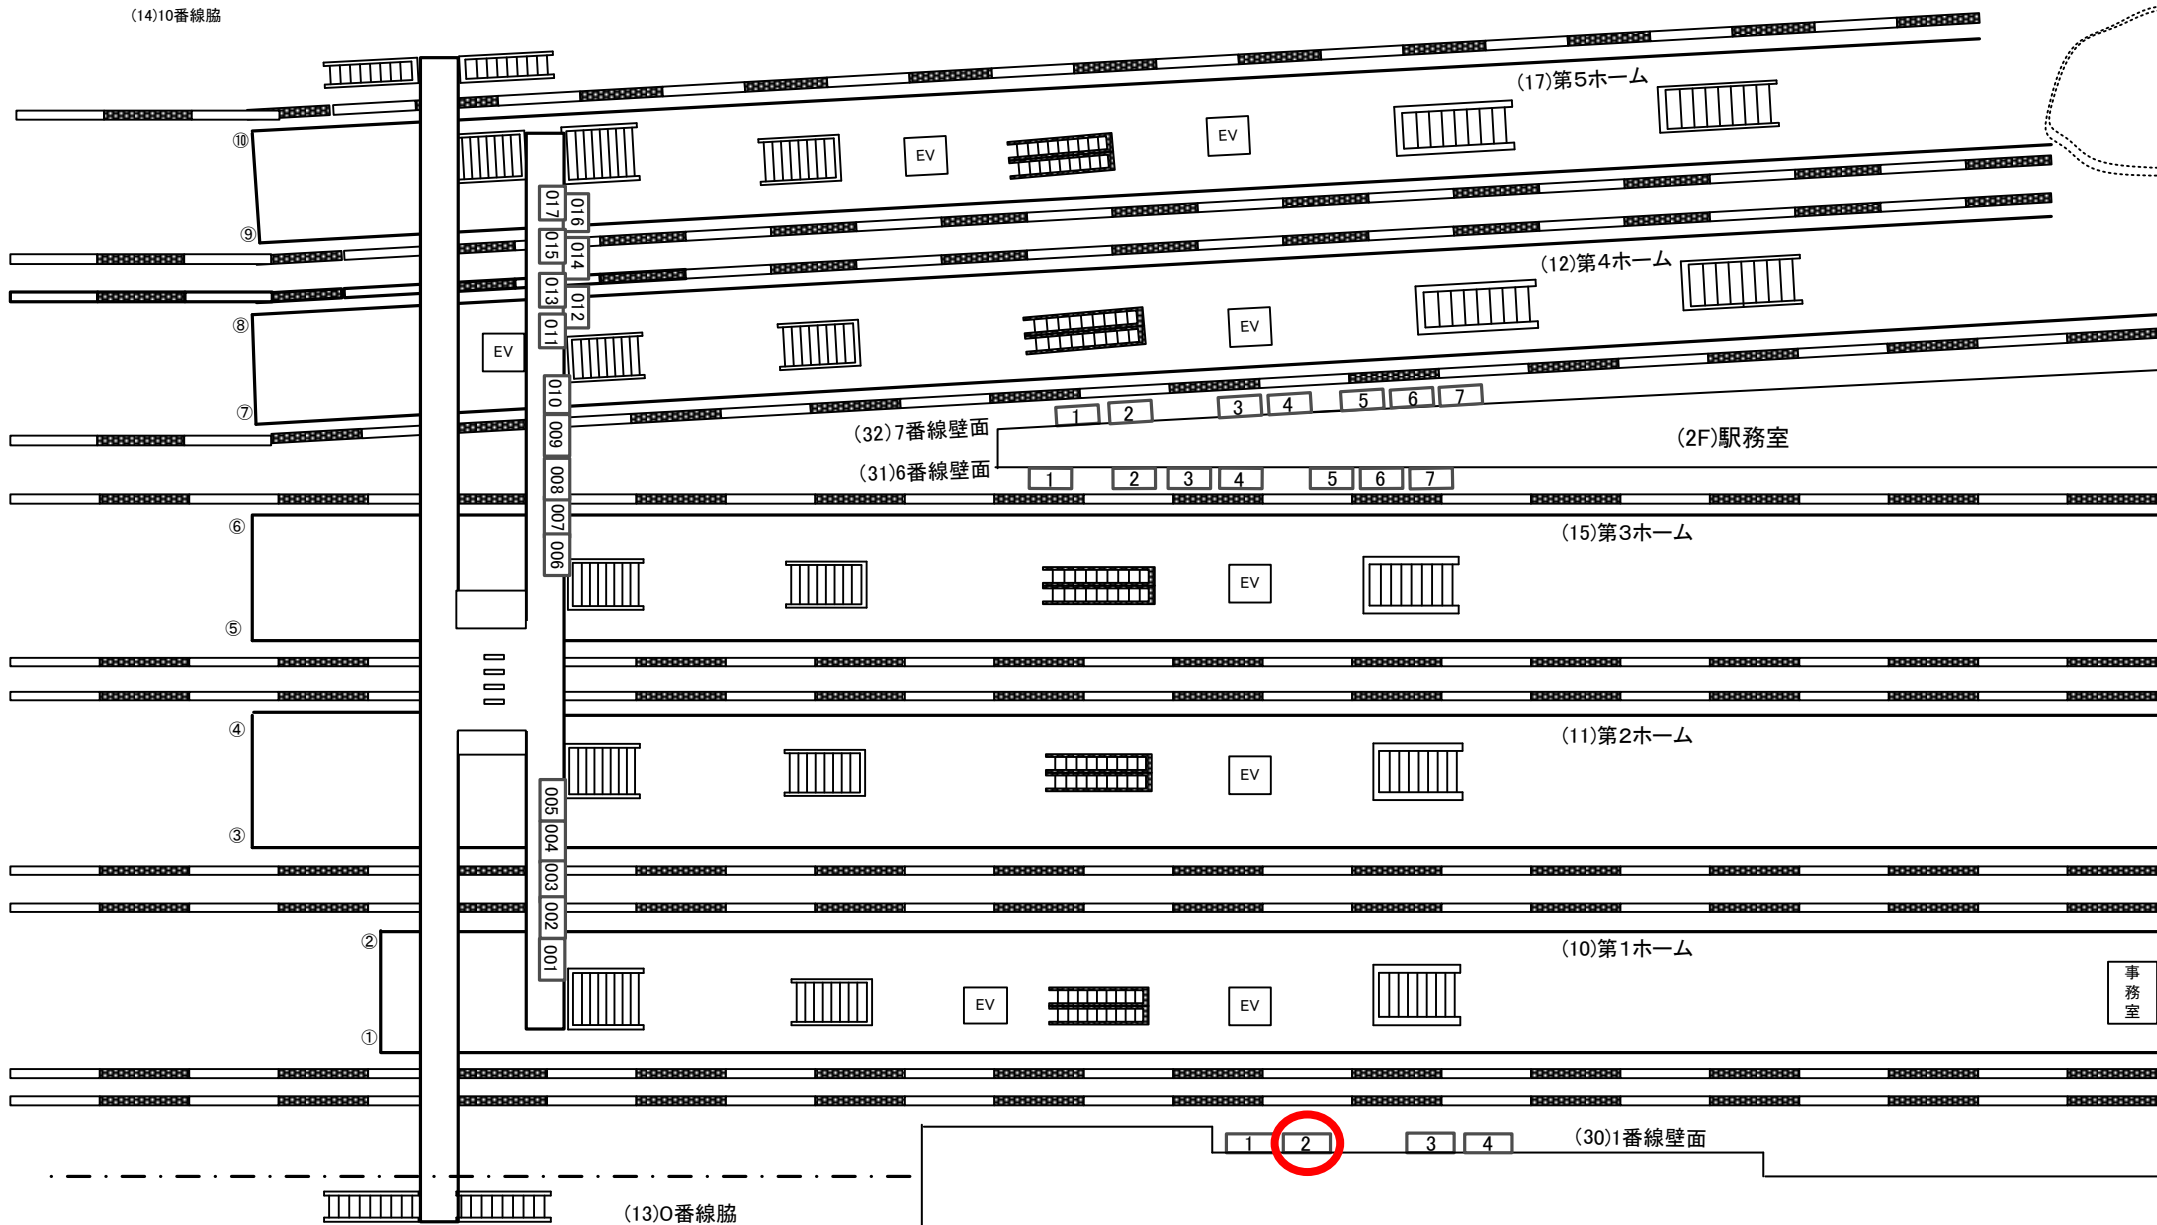 (14)10番線脇
(17)第5ホーム
⑩
EV
EV
017
016
⑨
015
014
(12)第4ホーム
013
012
⑧
011
EV
EV
010
⑦
1 2 3 4 5 6 7
(32)7番線壁面
009
(2F)駅務室
(31)6番線壁面
1 2 3 4 5 6 7
008
007
⑥
(15)第3ホーム
006
EV
⑤
④
(11)第2ホーム
EV
005
③
004
003
002
②
(10)第1ホーム
001
EV
EV
事務室
①
1 2 3 4
(30)1番線壁面
(13)0番線脇